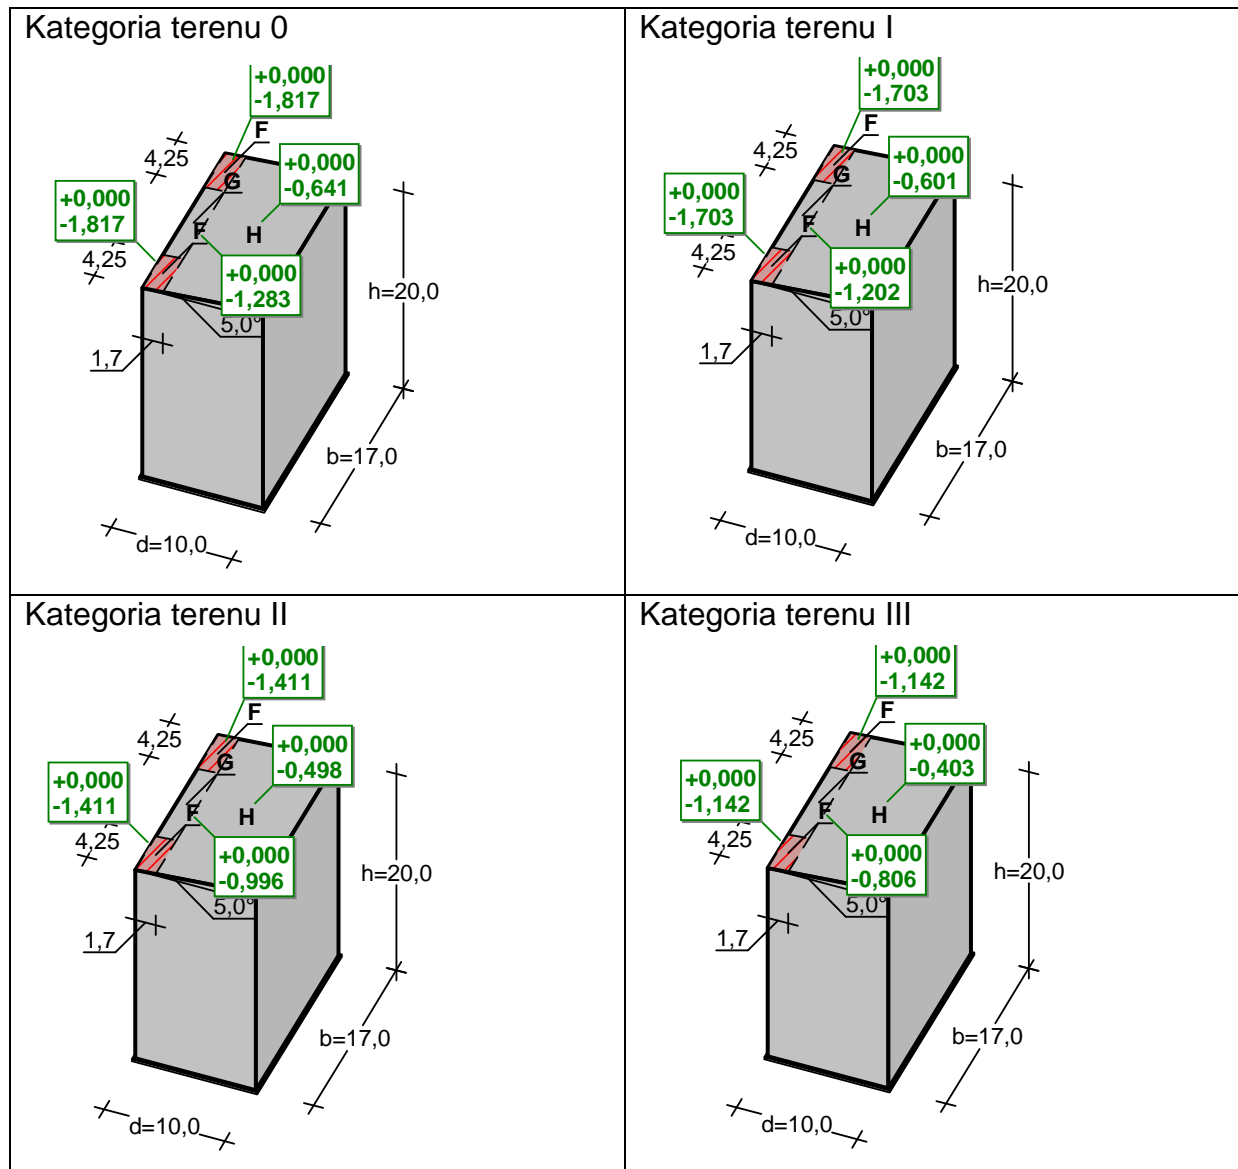 Kategoria terenu 0
+0,000
-1,817
F
4,25
+0,000
-0,641
G
+0,000
-1,817
F
H
4,25
+0,000
-1,283
h=20,0
5,0°
1,7
b=17,0
d=10,0
Kategoria terenu I
+0,000
-1,703
F
4,25
+0,000
-0,601
G
+0,000
-1,703
F
H
4,25
+0,000
-1,202
h=20,0
5,0°
1,7
b=17,0
d=10,0
Kategoria terenu II
+0,000
-1,411
F
4,25
+0,000
-0,498
G
+0,000
-1,411
F
H
4,25
+0,000
-0,996
h=20,0
5,0°
1,7
b=17,0
d=10,0
Kategoria terenu III
+0,000
-1,142
F
4,25
+0,000
-0,403
G
+0,000
-1,142
F
H
4,25
+0,000
-0,806
h=20,0
5,0°
1,7
b=17,0
d=10,0